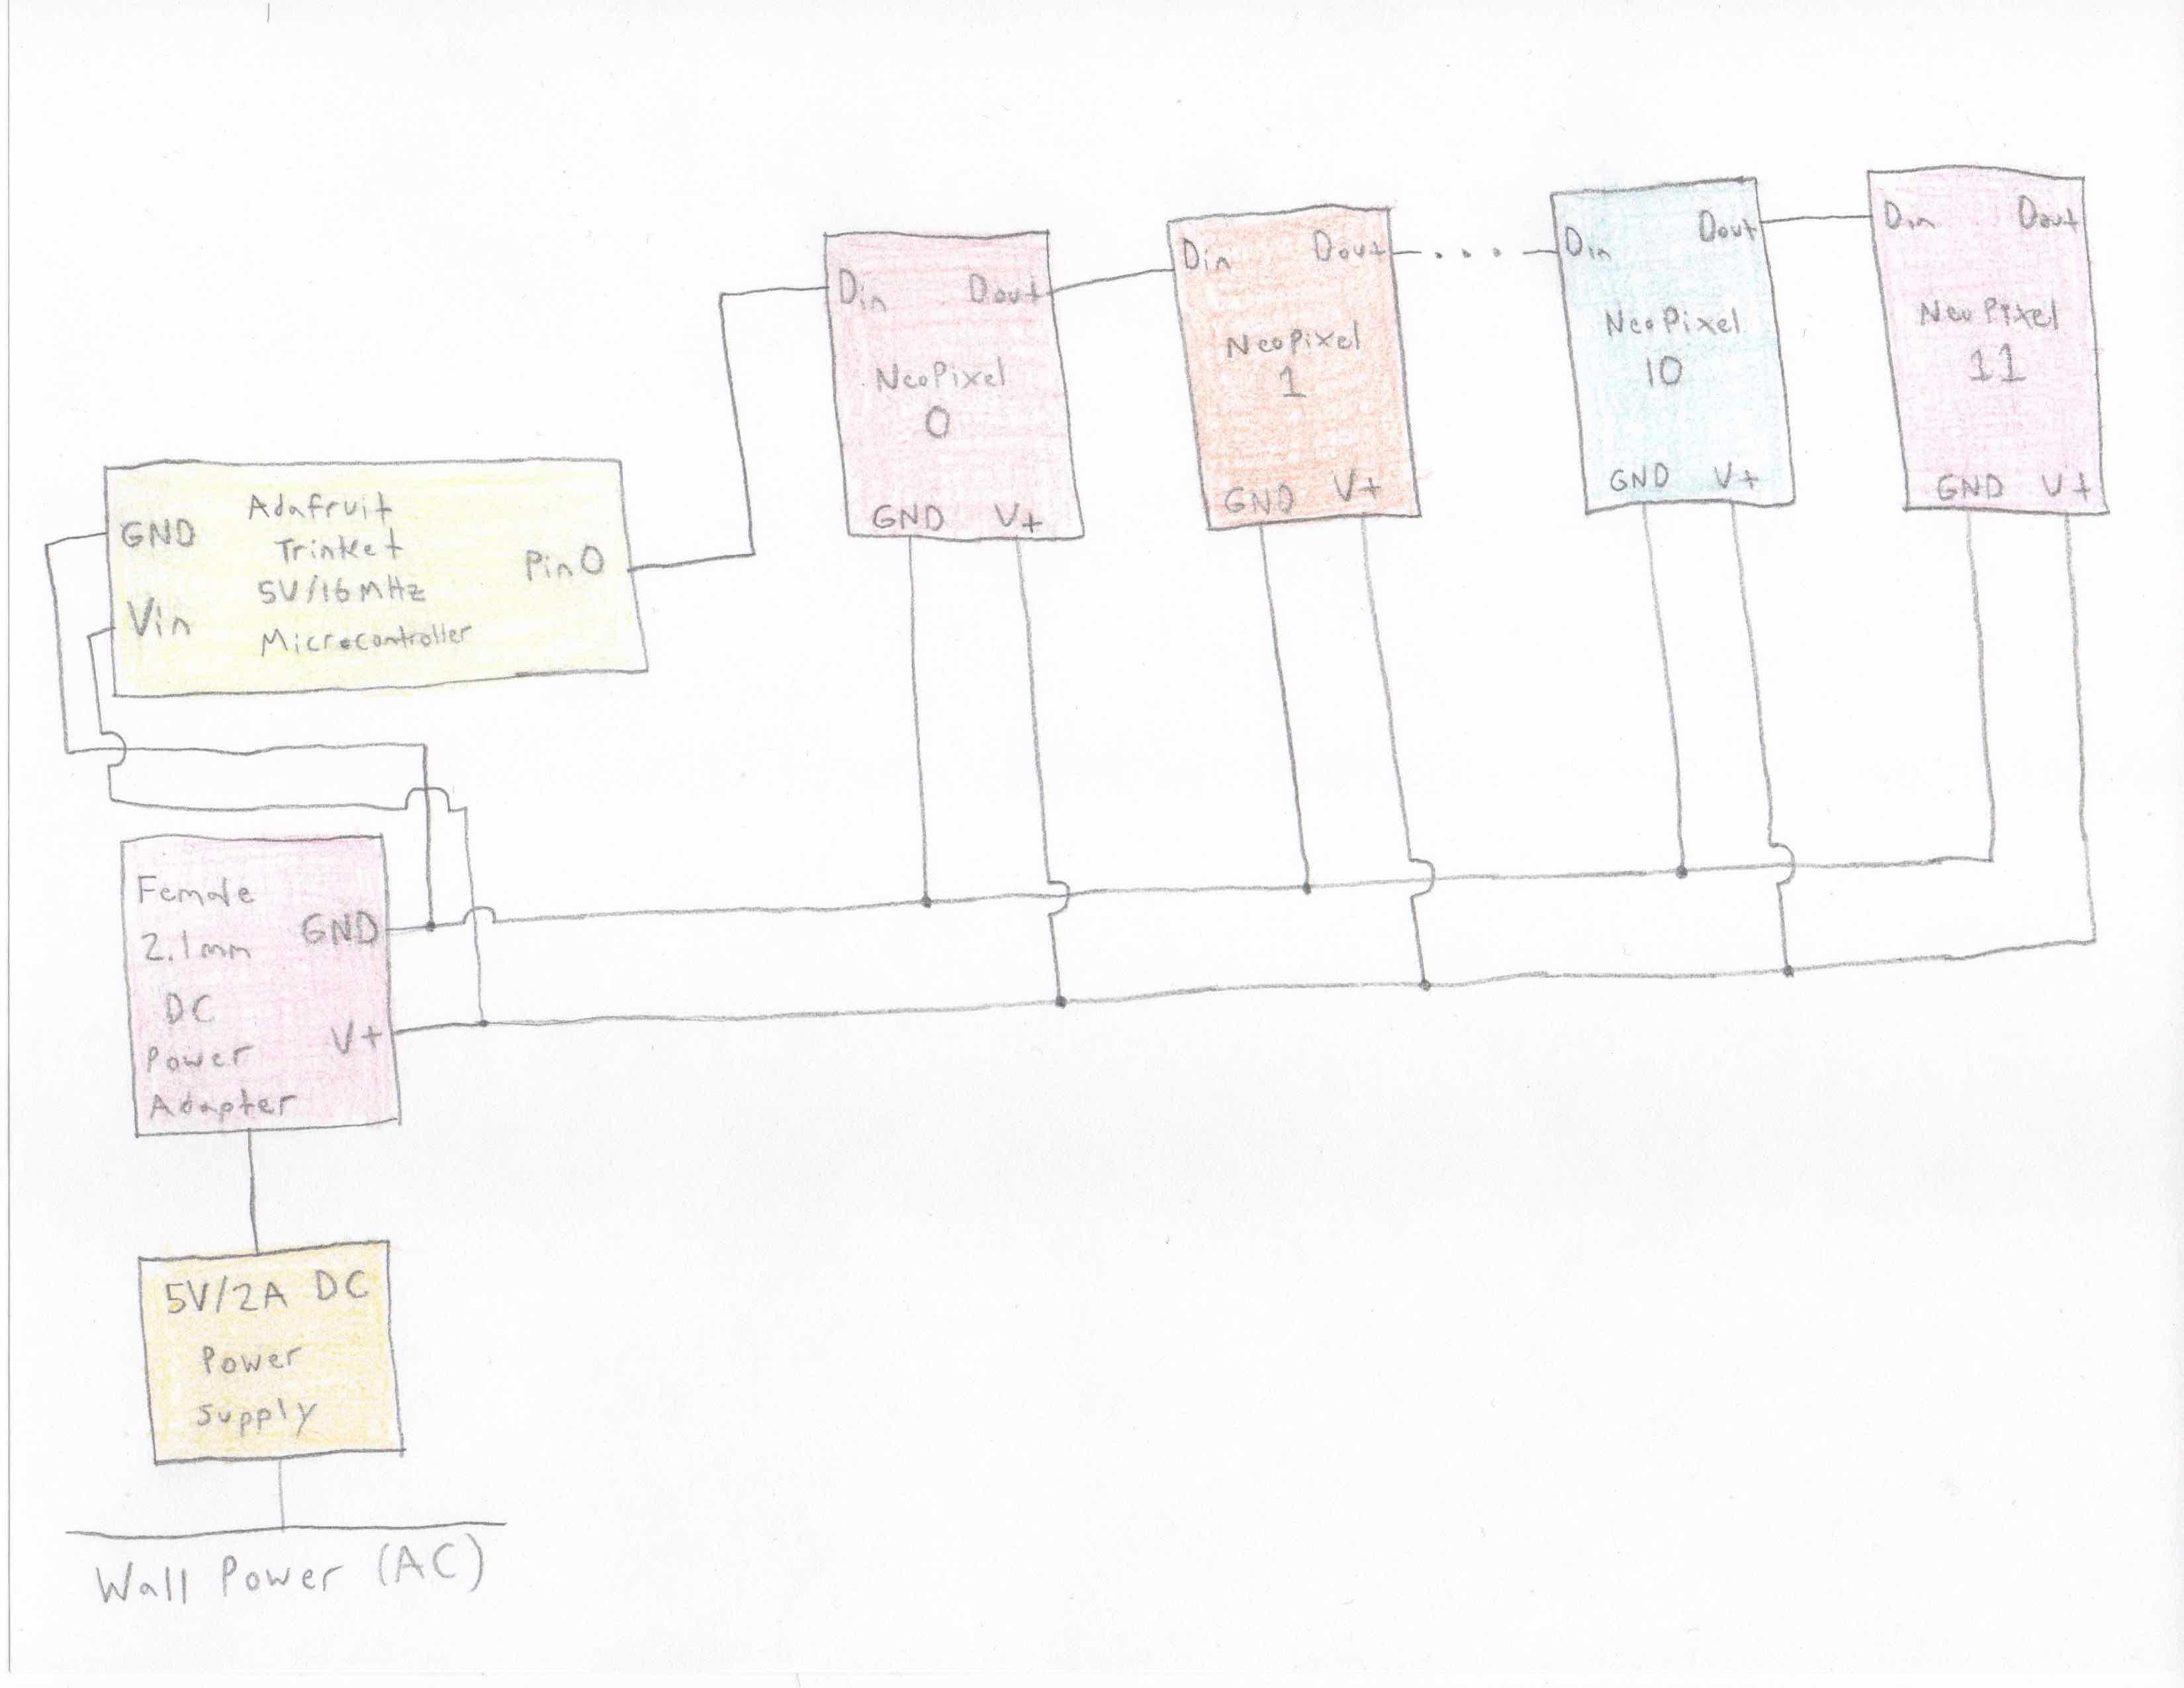 Din
Dout
NeoPixel
0
GND V+
Din
Dout
NeoPixel
1
GND V+
Din
Dout
NeoPixel
10
GND V+
Din
Dout
NeoPixel
11
GND V+
Adafruit
Trinket
5V/16MHz
Microcontroller
GND
Vin
Pin 0
Female
2.1mm
DC
Power
Adapter
GND
V+
5V/2A DC
Power
Supply
Wall Power (AC)